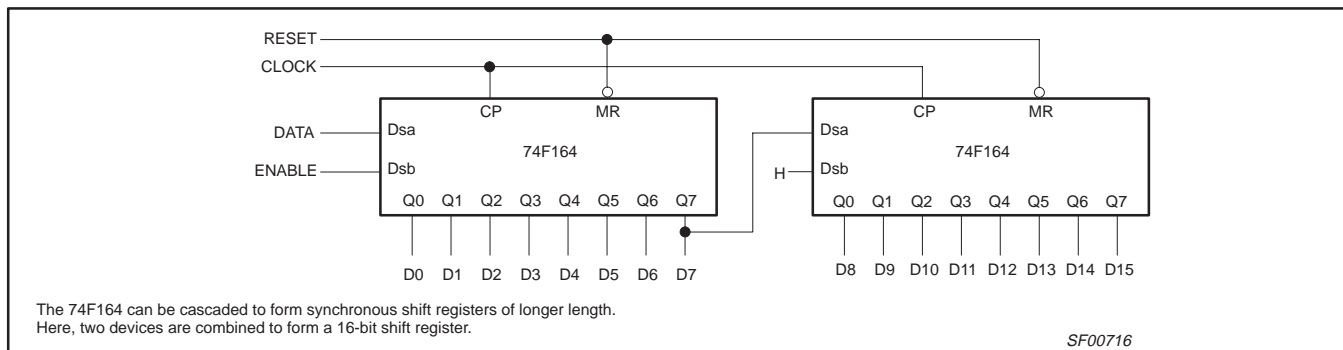 RESET
CLOCK
CP MR CP MR
DATA Dsa Dsa
74F164 74F164
ENABLE Dsb H Dsb
Q0 Q1 Q2 Q3 Q4 Q5 Q6 Q7 Q0 Q1 Q2 Q3 Q4 Q5 Q6 Q7
D0 D1 D2 D3 D4 D5 D6 D7 D8 D9 D10 D11 D12 D13 D14 D15
The 74F164 can be cascaded to form synchronous shift registers of longer length.
Here, two devices are combined to form a 16-bit shift register.
SF00716